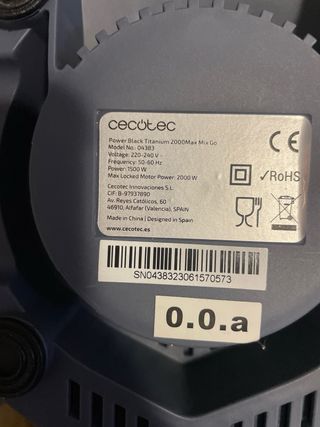 cecotec
Power Black Titanium 2000Max Mix Go
Model No.: 04383
Voltage: 220-240 V~
Frequency: 50-60 Hz
Power: 1500 W
Max Locked Motor Power: 2000 W
Cecotec Innovaciones S.L.
CIF: B-97937890
Av. Reyes Católicos, 60
46910, Alfafar (Valencia), SPAIN
Made in China | Designed in Spain
www.cecotec.es
CE
✓RoHS
SN0438323061570573
0.0.a